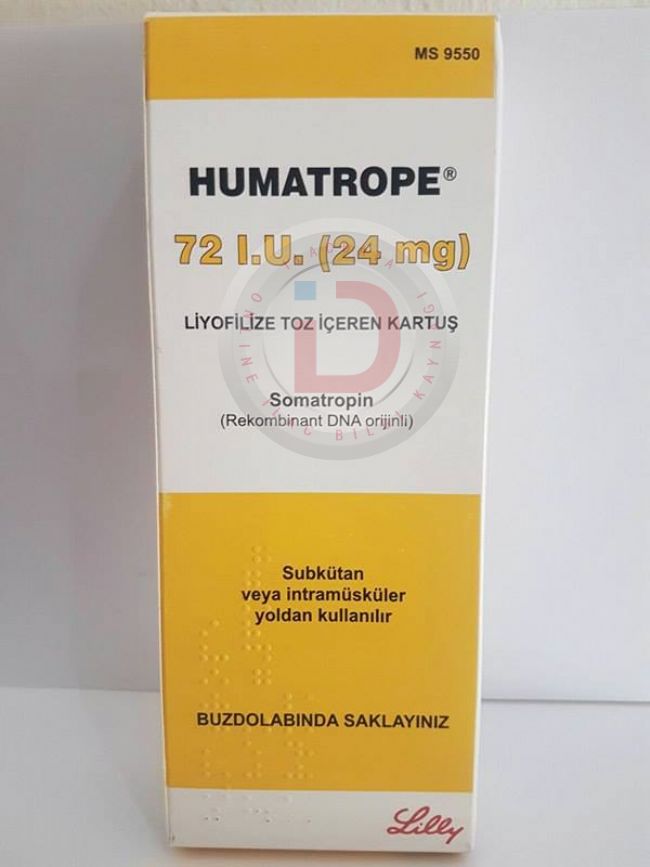 MS 9550
HUMATROPE®
72 I.U. (24 mg)
LİYOFİLİZE TOZ İÇEREN KARTUŞ
Somatropin
(Rekombinant DNA orijinli)
Subkütan
veya intramüsküler
yoldan kullanılır
BUZDOLABINDA SAKLAYINIZ
Lilly